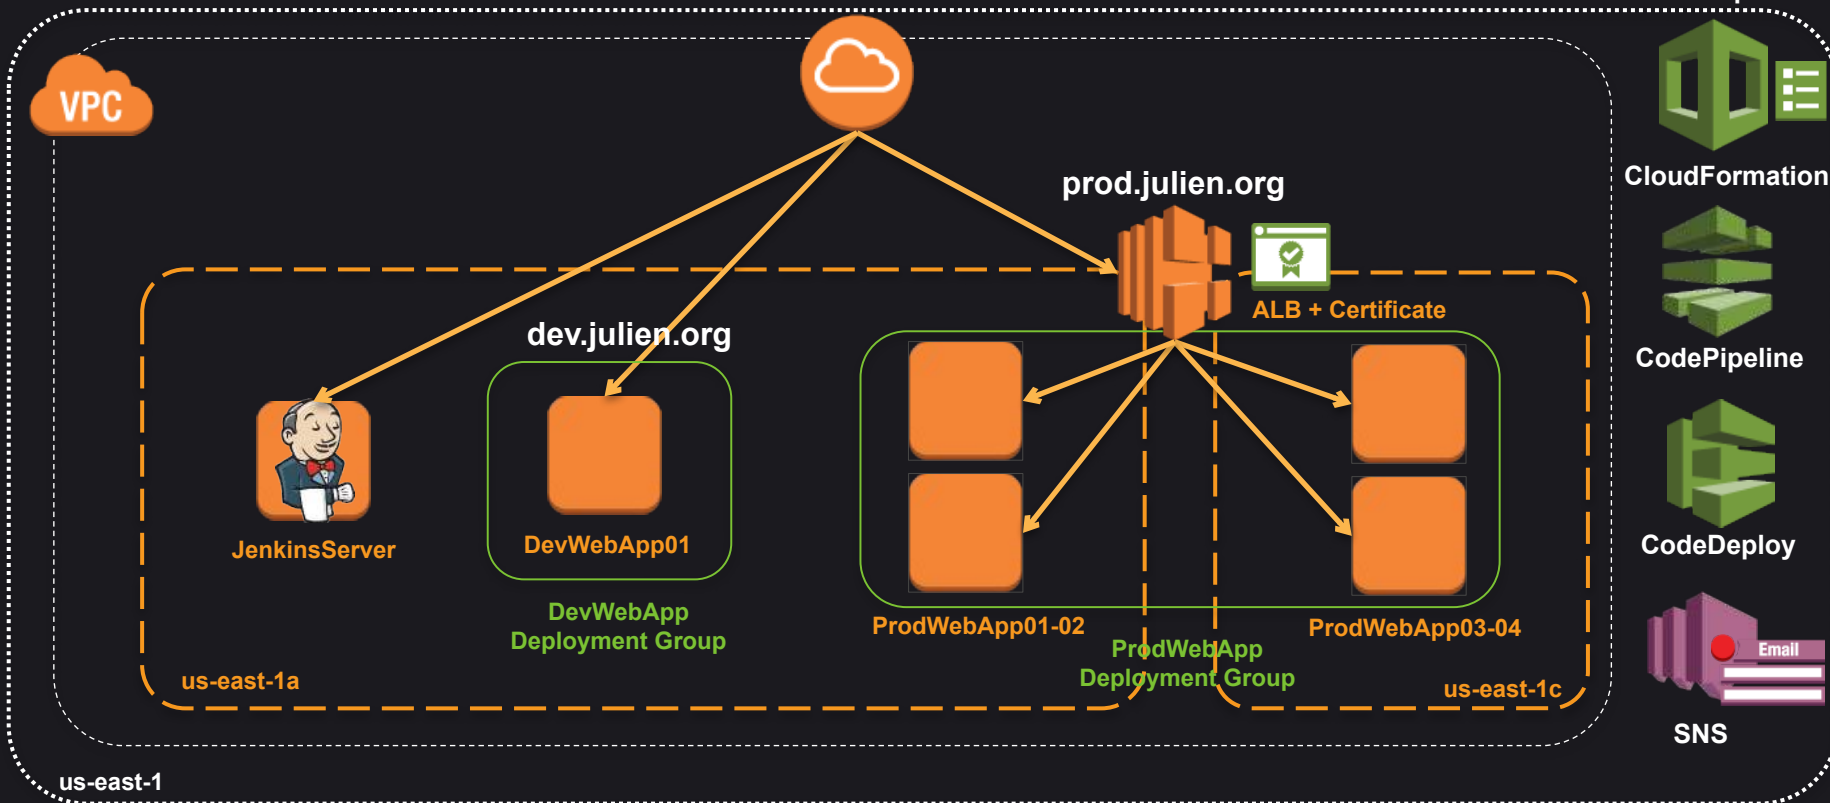 VPC
prod.julien.org
ALB + Certificate
dev.julien.org
JenkinsServer
DevWebApp01
DevWebApp
Deployment Group
ProdWebApp01-02
ProdWebApp03-04
ProdWebApp
Deployment Group
us-east-1a
us-east-1c
us-east-1
CloudFormation
CodePipeline
CodeDeploy
Email
SNS